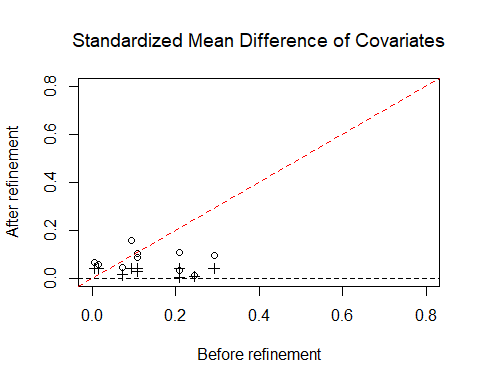 Standardized Mean Difference of Covariates
After refinement
0.8
0.6
0.4
0.2
0.0
0.0 0.2 0.4 0.6 0.8
Before refinement